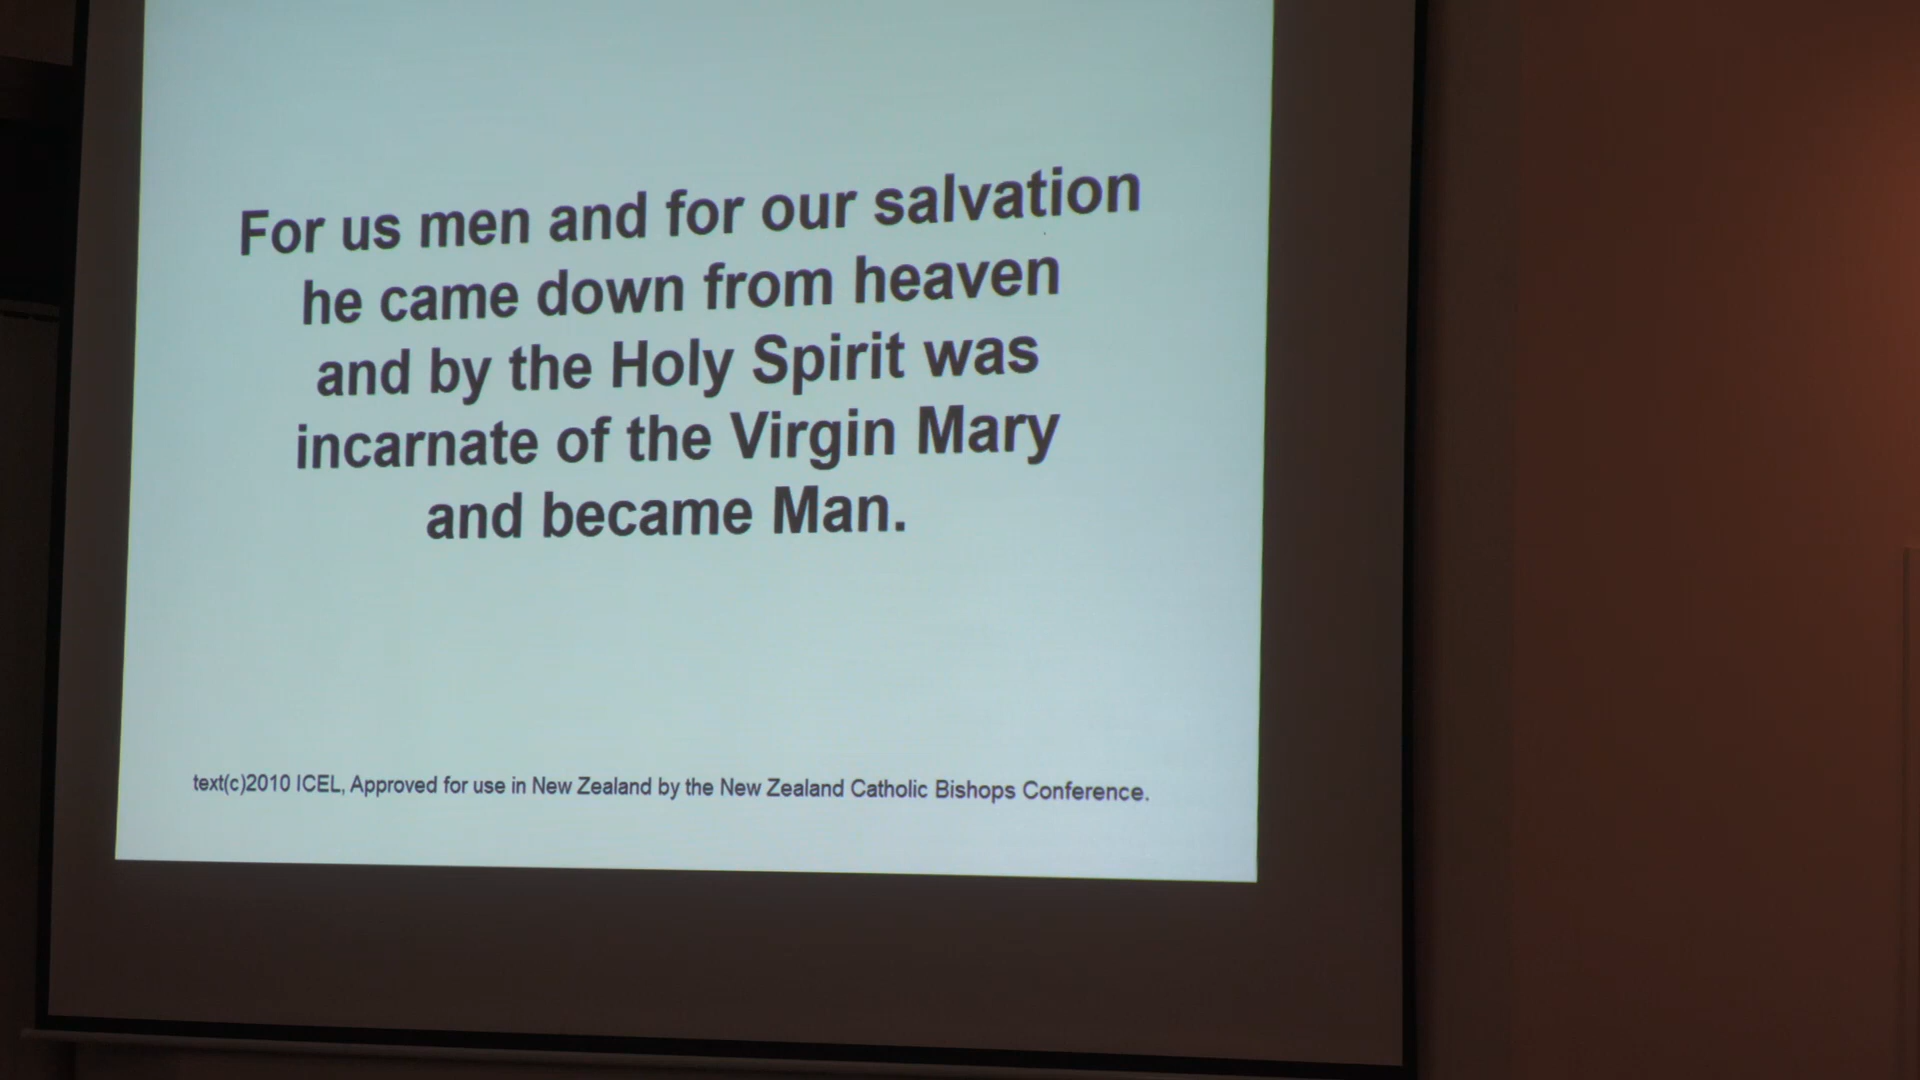 For us men and for our salvation
he came down from heaven
and by the Holy Spirit was
incarnate of the Virgin Mary
and became Man.
text(c)2010 ICEL, Approved for use in New Zealand by the New Zealand Catholic Bishops Conference.